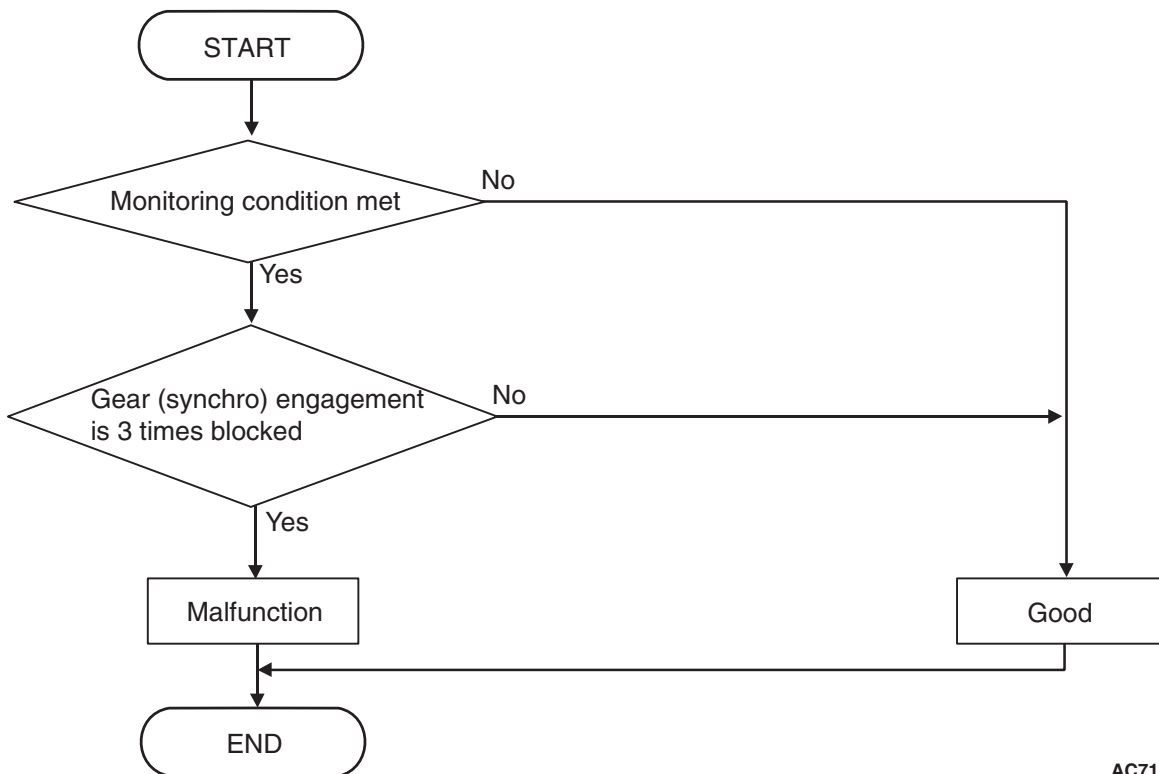 START
Monitoring condition met
No
Yes
Gear (synchro) engagement
is 3 times blocked
No
Yes
Malfunction
Good
END
AC71